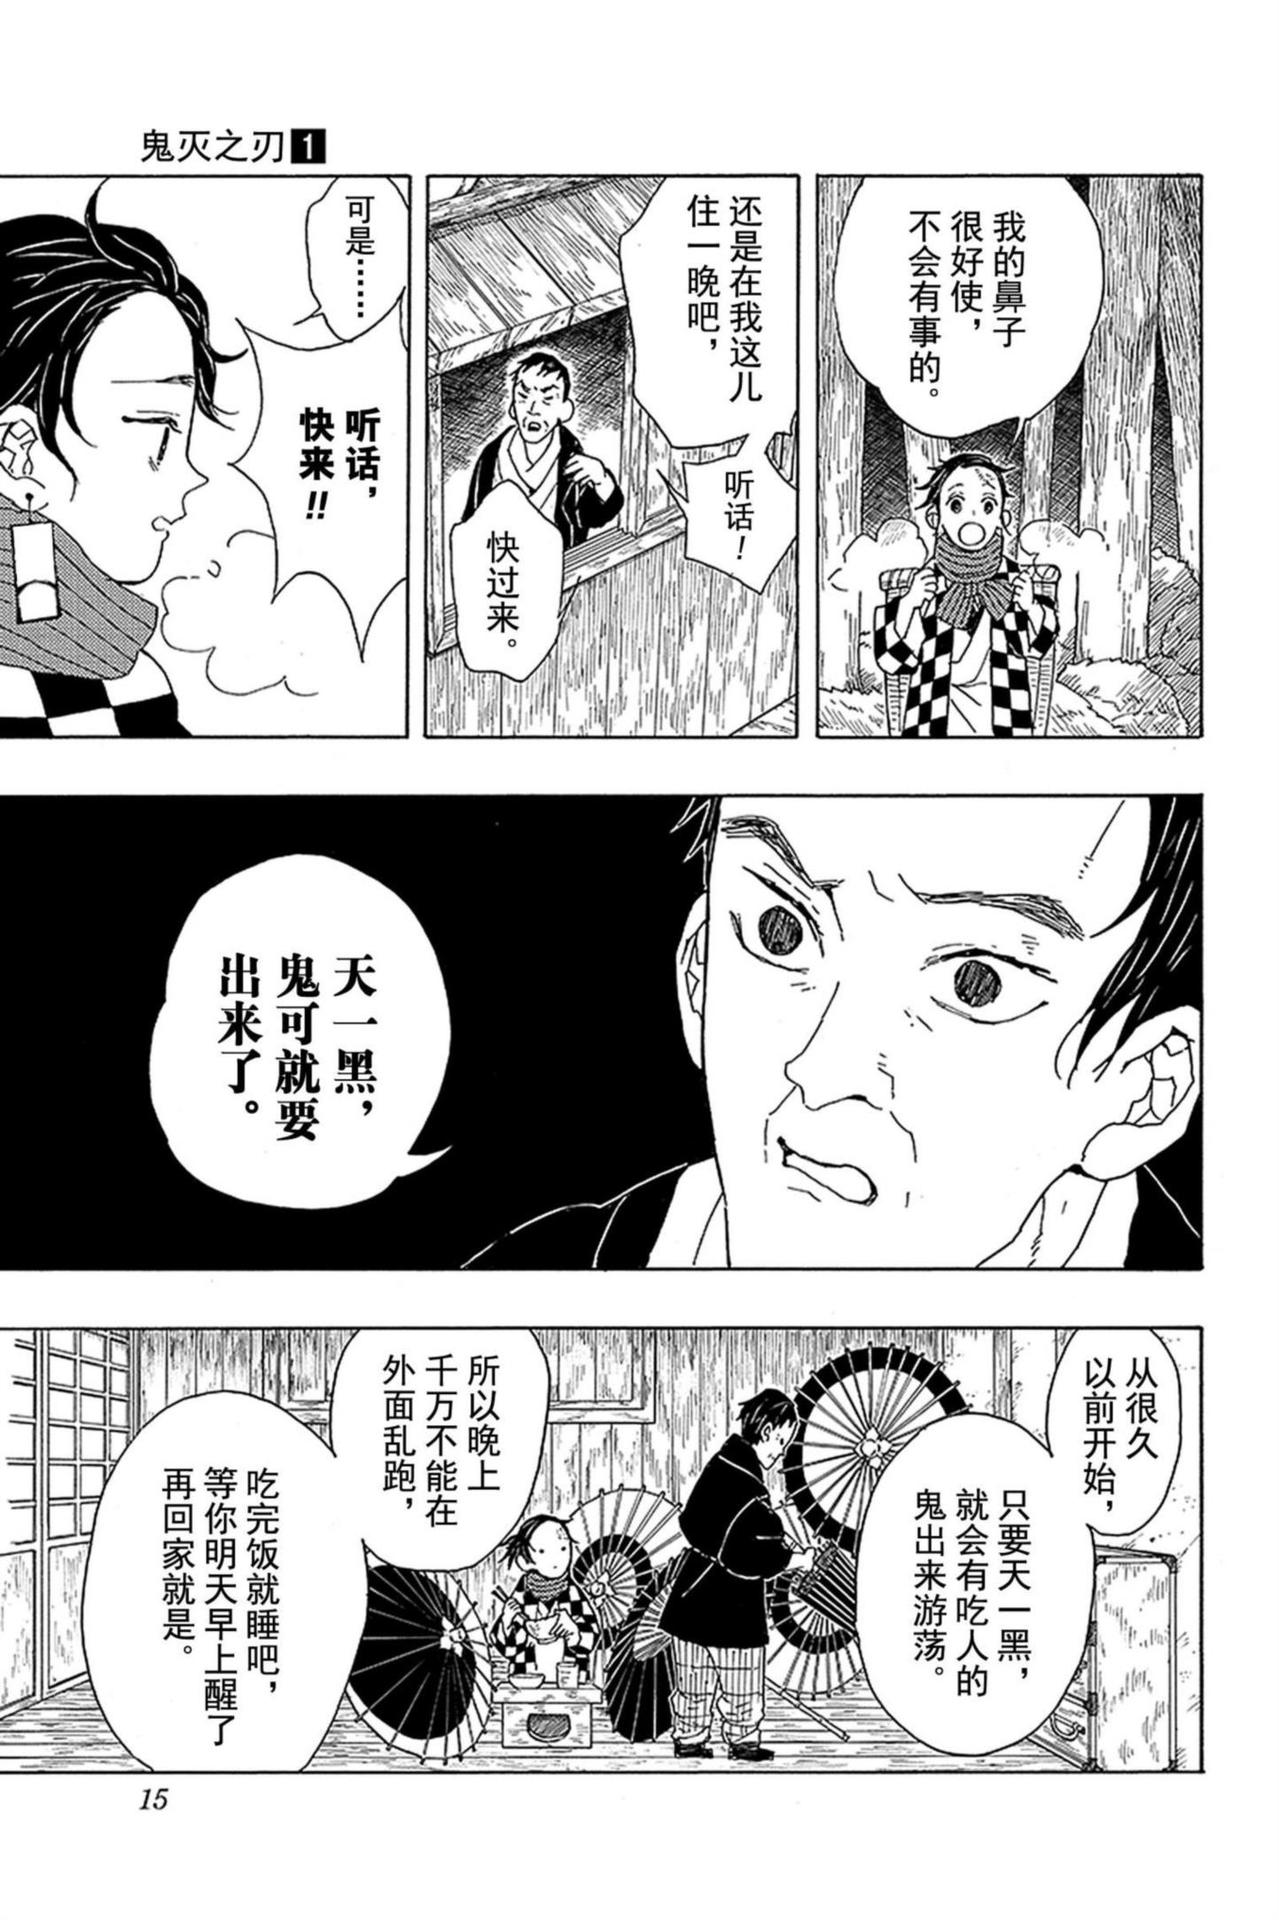 鬼灭之刃1
我的鼻子
很好使，
不会有事的。
还是在我这儿
住一晚吧，
听话！
快过来。
可是……
听话，
快来!!
天一黑，
鬼可就要
出来了。
从很久
以前开始，
只要天一黑，
就会有吃人的
鬼出来游荡。
所以晚上
千万不能在
外面乱跑，
吃完饭就睡吧，
等你明天早上醒了
再回家就是。
15